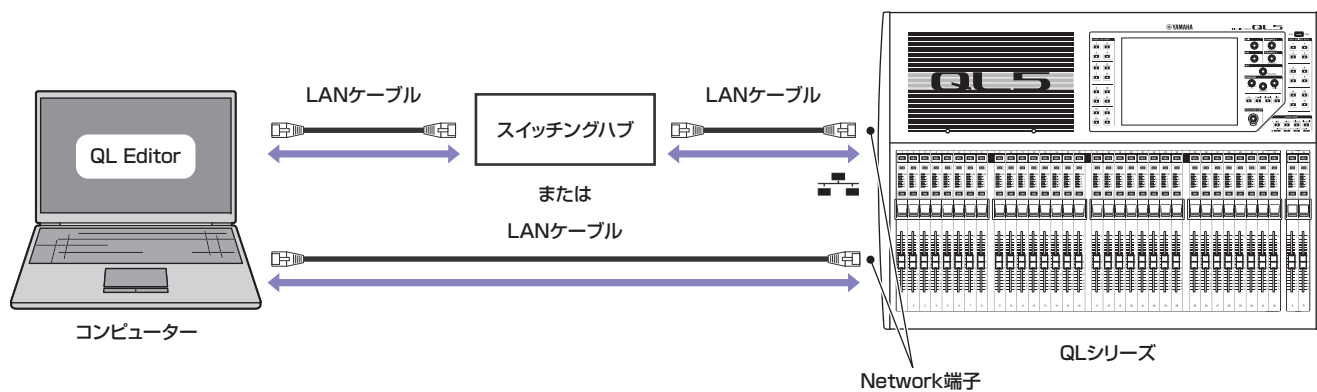 YAMAHA
QL5
QL5
LANケーブル
LANケーブル
QL Editor
スイッチングハブ
または
LANケーブル
コンピューター
QLシリーズ
Network端子